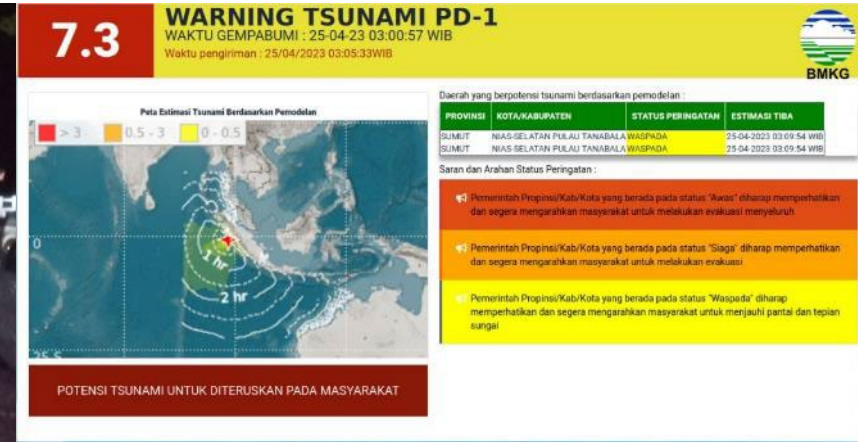 7.3
WARNING TSUNAMI PD-1
WAKTU GEMPABUMI : 25-04-23 03:00:57 WIB
Waktu pengiriman : 25/04/2023 03:05:33WIB
BMKG
Peta Estimasi Tsunami Berdasarkan Pemodelan
> 3 0.5 - 3 0 - 0.5
0
1 hr
2 hr
25 S
POTENSI TSUNAMI UNTUK DITERUSKAN PADA MASYARAKAT
Daerah yang berpotensi tsunami berdasarkan pemodelan :
PROVINSI KOTA/KABUPATEN STATUS PERINGATAN ESTIMASI TIBA
SUMUT NIAS-SELATAN PULAU TANABALA WASPADA 25-04-2023 03:09:54 WIB
SUMUT NIAS-SELATAN PULAU TANABALA WASPADA 25-04-2023 03:09:54 WIB
Saran dan Arahan Status Peringatan :
Pemerintah Propinsi/Kab/Kota yang berada pada status "Awas" diharap memperhatikan
dan segera mengarahkan masyarakat untuk melakukan evakuasi menyeluruh
Pemerintah Propinsi/Kab/Kota yang berada pada status "Siaga" diharap memperhatikan
dan segera mengarahkan masyarakat untuk melakukan evakuasi
Pemerintah Propinsi/Kab/Kota yang berada pada status "Waspada" diharap
memperhatikan dan segera mengarahkan masyarakat untuk menjauhi pantai dan tepian
sungai